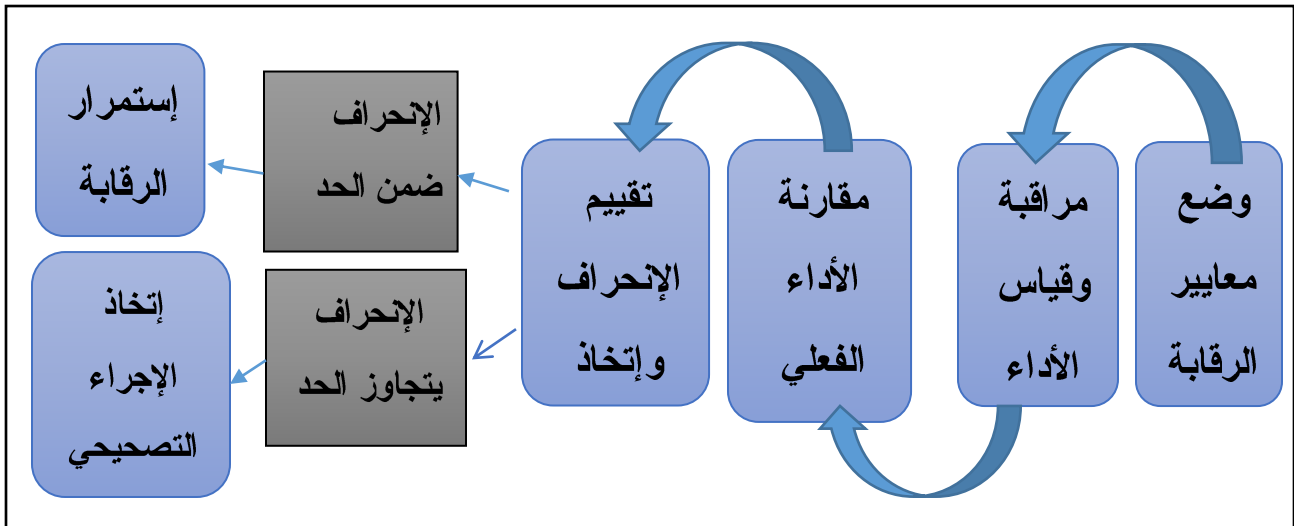 وضع
معايير
الرقابة
مراقبة
وقياس
الأداء
مقارنة
الأداء
الفعلي
تقييم
الإنحراف
وإتخاذ
الإنحراف
ضمن الحد
إستمرار
الرقابة
الإنحراف
يتجاوز الحد
إتخاذ
الإجراء
التصحيحي